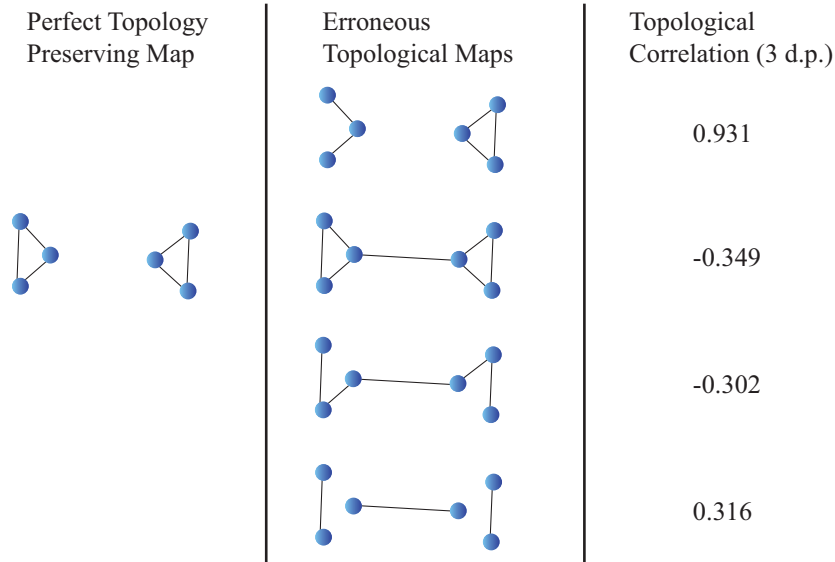 Perfect Topology
Preserving Map
Erroneous
Topological Maps
Topological
Correlation (3 d.p.)
0.931
-0.349
-0.302
0.316